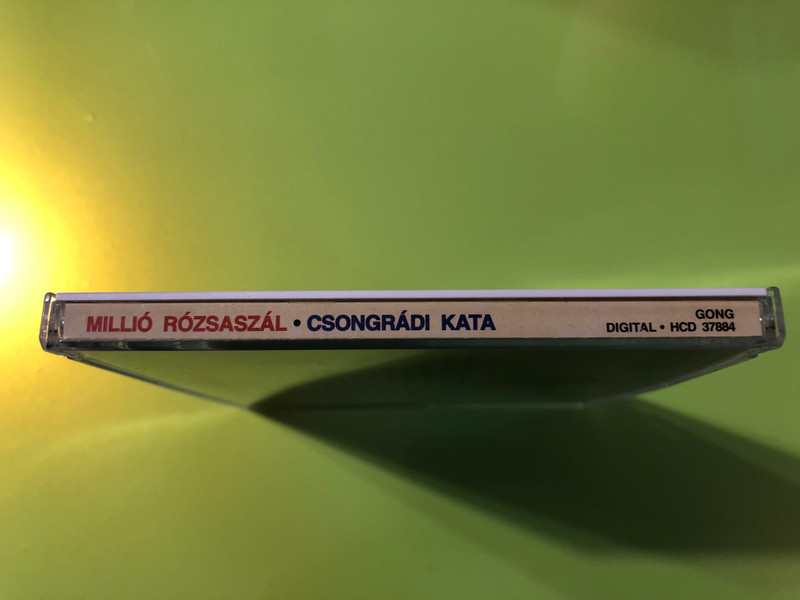 MILLIÓ RÓZSASZÁL • CSONGRÁDI KATA
GONG
DIGITAL • HCD 37884